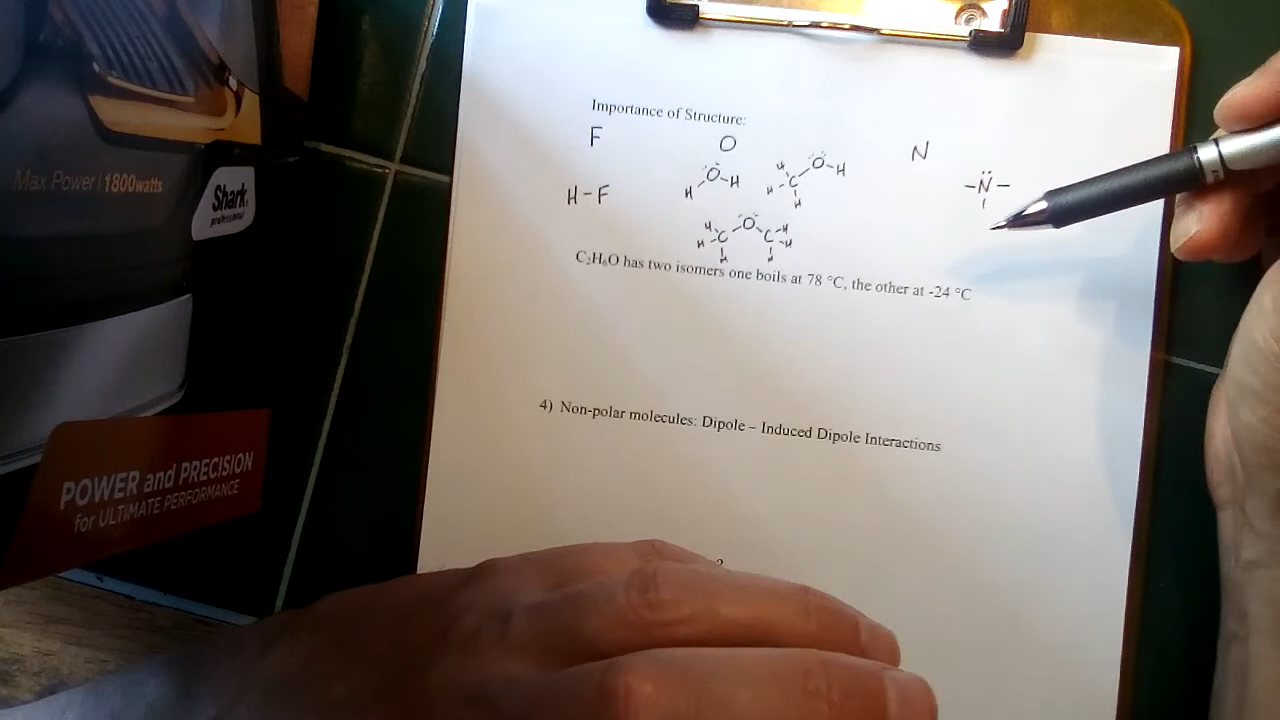 Max Power | 1800watts
Shark
professional
POWER and PRECISION
for ULTIMATE PERFORMANCE
Importance of Structure:
F O N
H-F
H O H
H C O H H H
-N-
H H C O C H H H H
C₂H₆O has two isomers one boils at 78 °C, the other at -24 °C
4) Non-polar molecules: Dipole – Induced Dipole Interactions